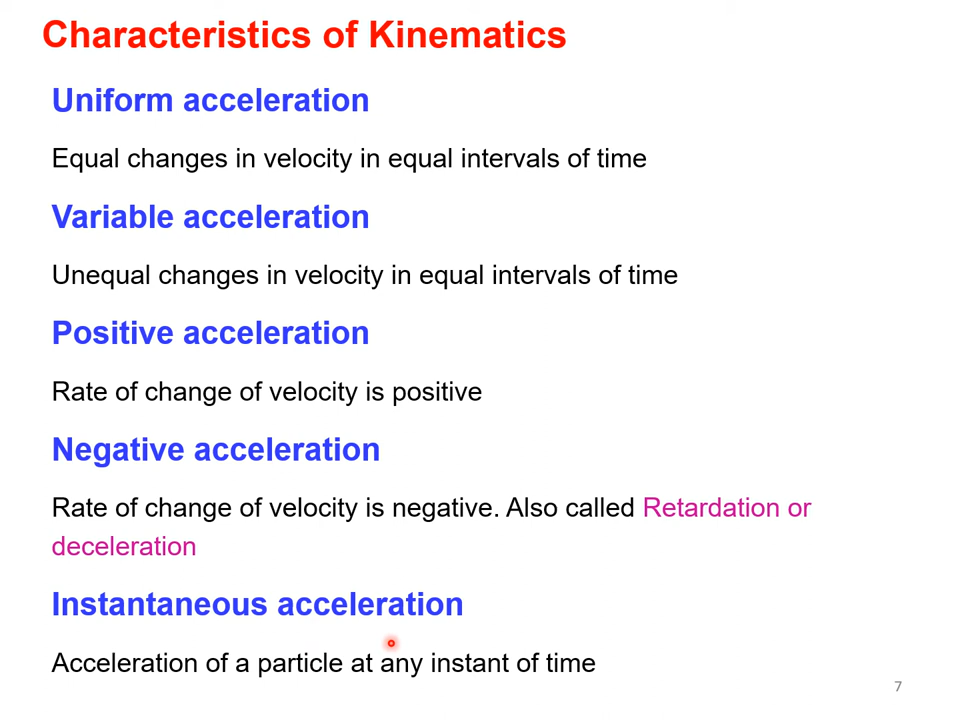 Characteristics of Kinematics
Uniform acceleration
Equal changes in velocity in equal intervals of time
Variable acceleration
Unequal changes in velocity in equal intervals of time
Positive acceleration
Rate of change of velocity is positive
Negative acceleration
Rate of change of velocity is negative. Also called Retardation or
deceleration
Instantaneous acceleration
Acceleration of a particle at any instant of time
7